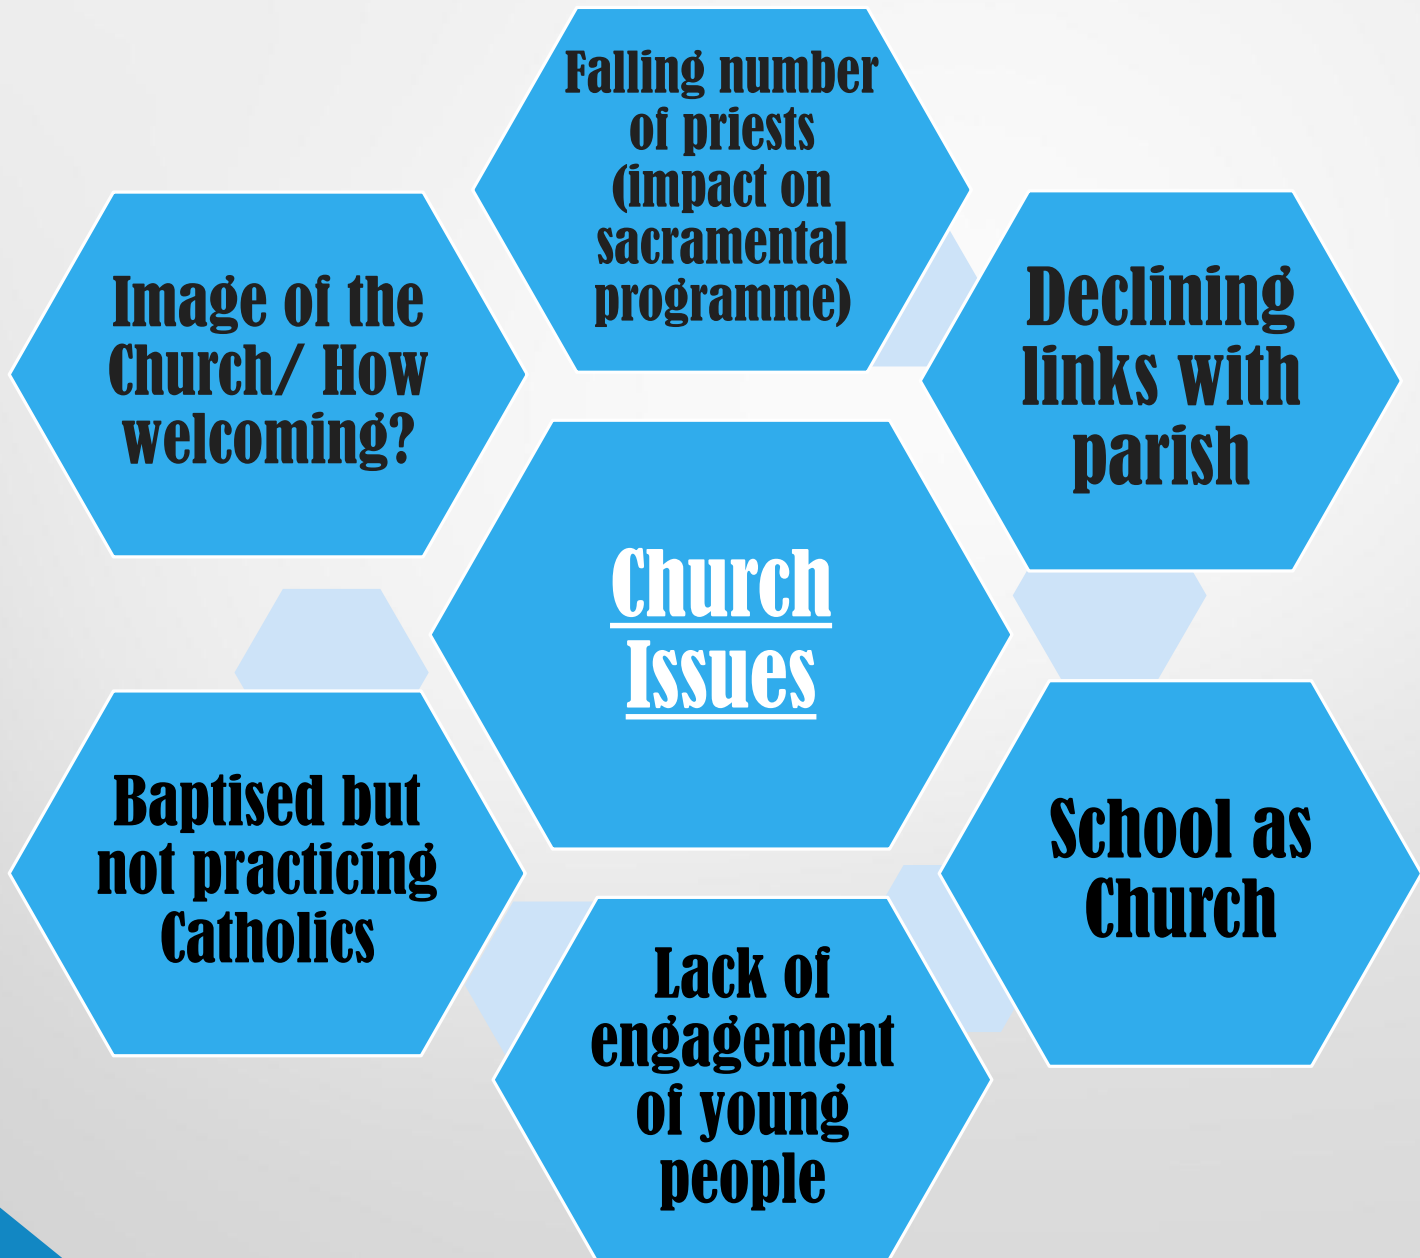 Falling number
of priests
(impact on
sacramental
programme)
Declining
links with
parish
School as
Church
Lack of
engagement
of young
people
Baptised but
not practicing
Catholics
Image of the
Church/ How
welcoming?
Church
Issues